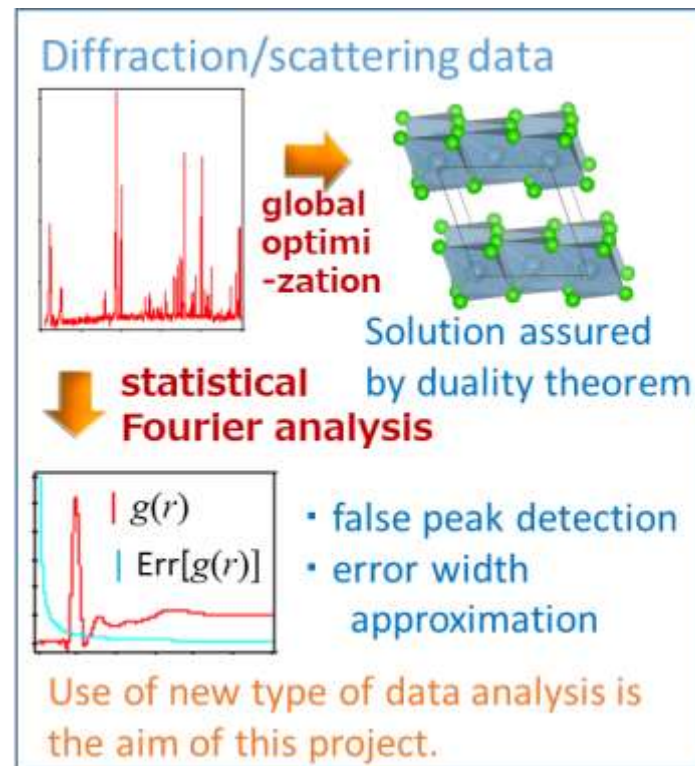 Diffraction/scattering data
global
optimi
-zation
Solution assured
by duality theorem
statistical
Fourier analysis
g(r)
Err[g(r)]
・false peak detection
・error width
approximation
Use of new type of data analysis is
the aim of this project.